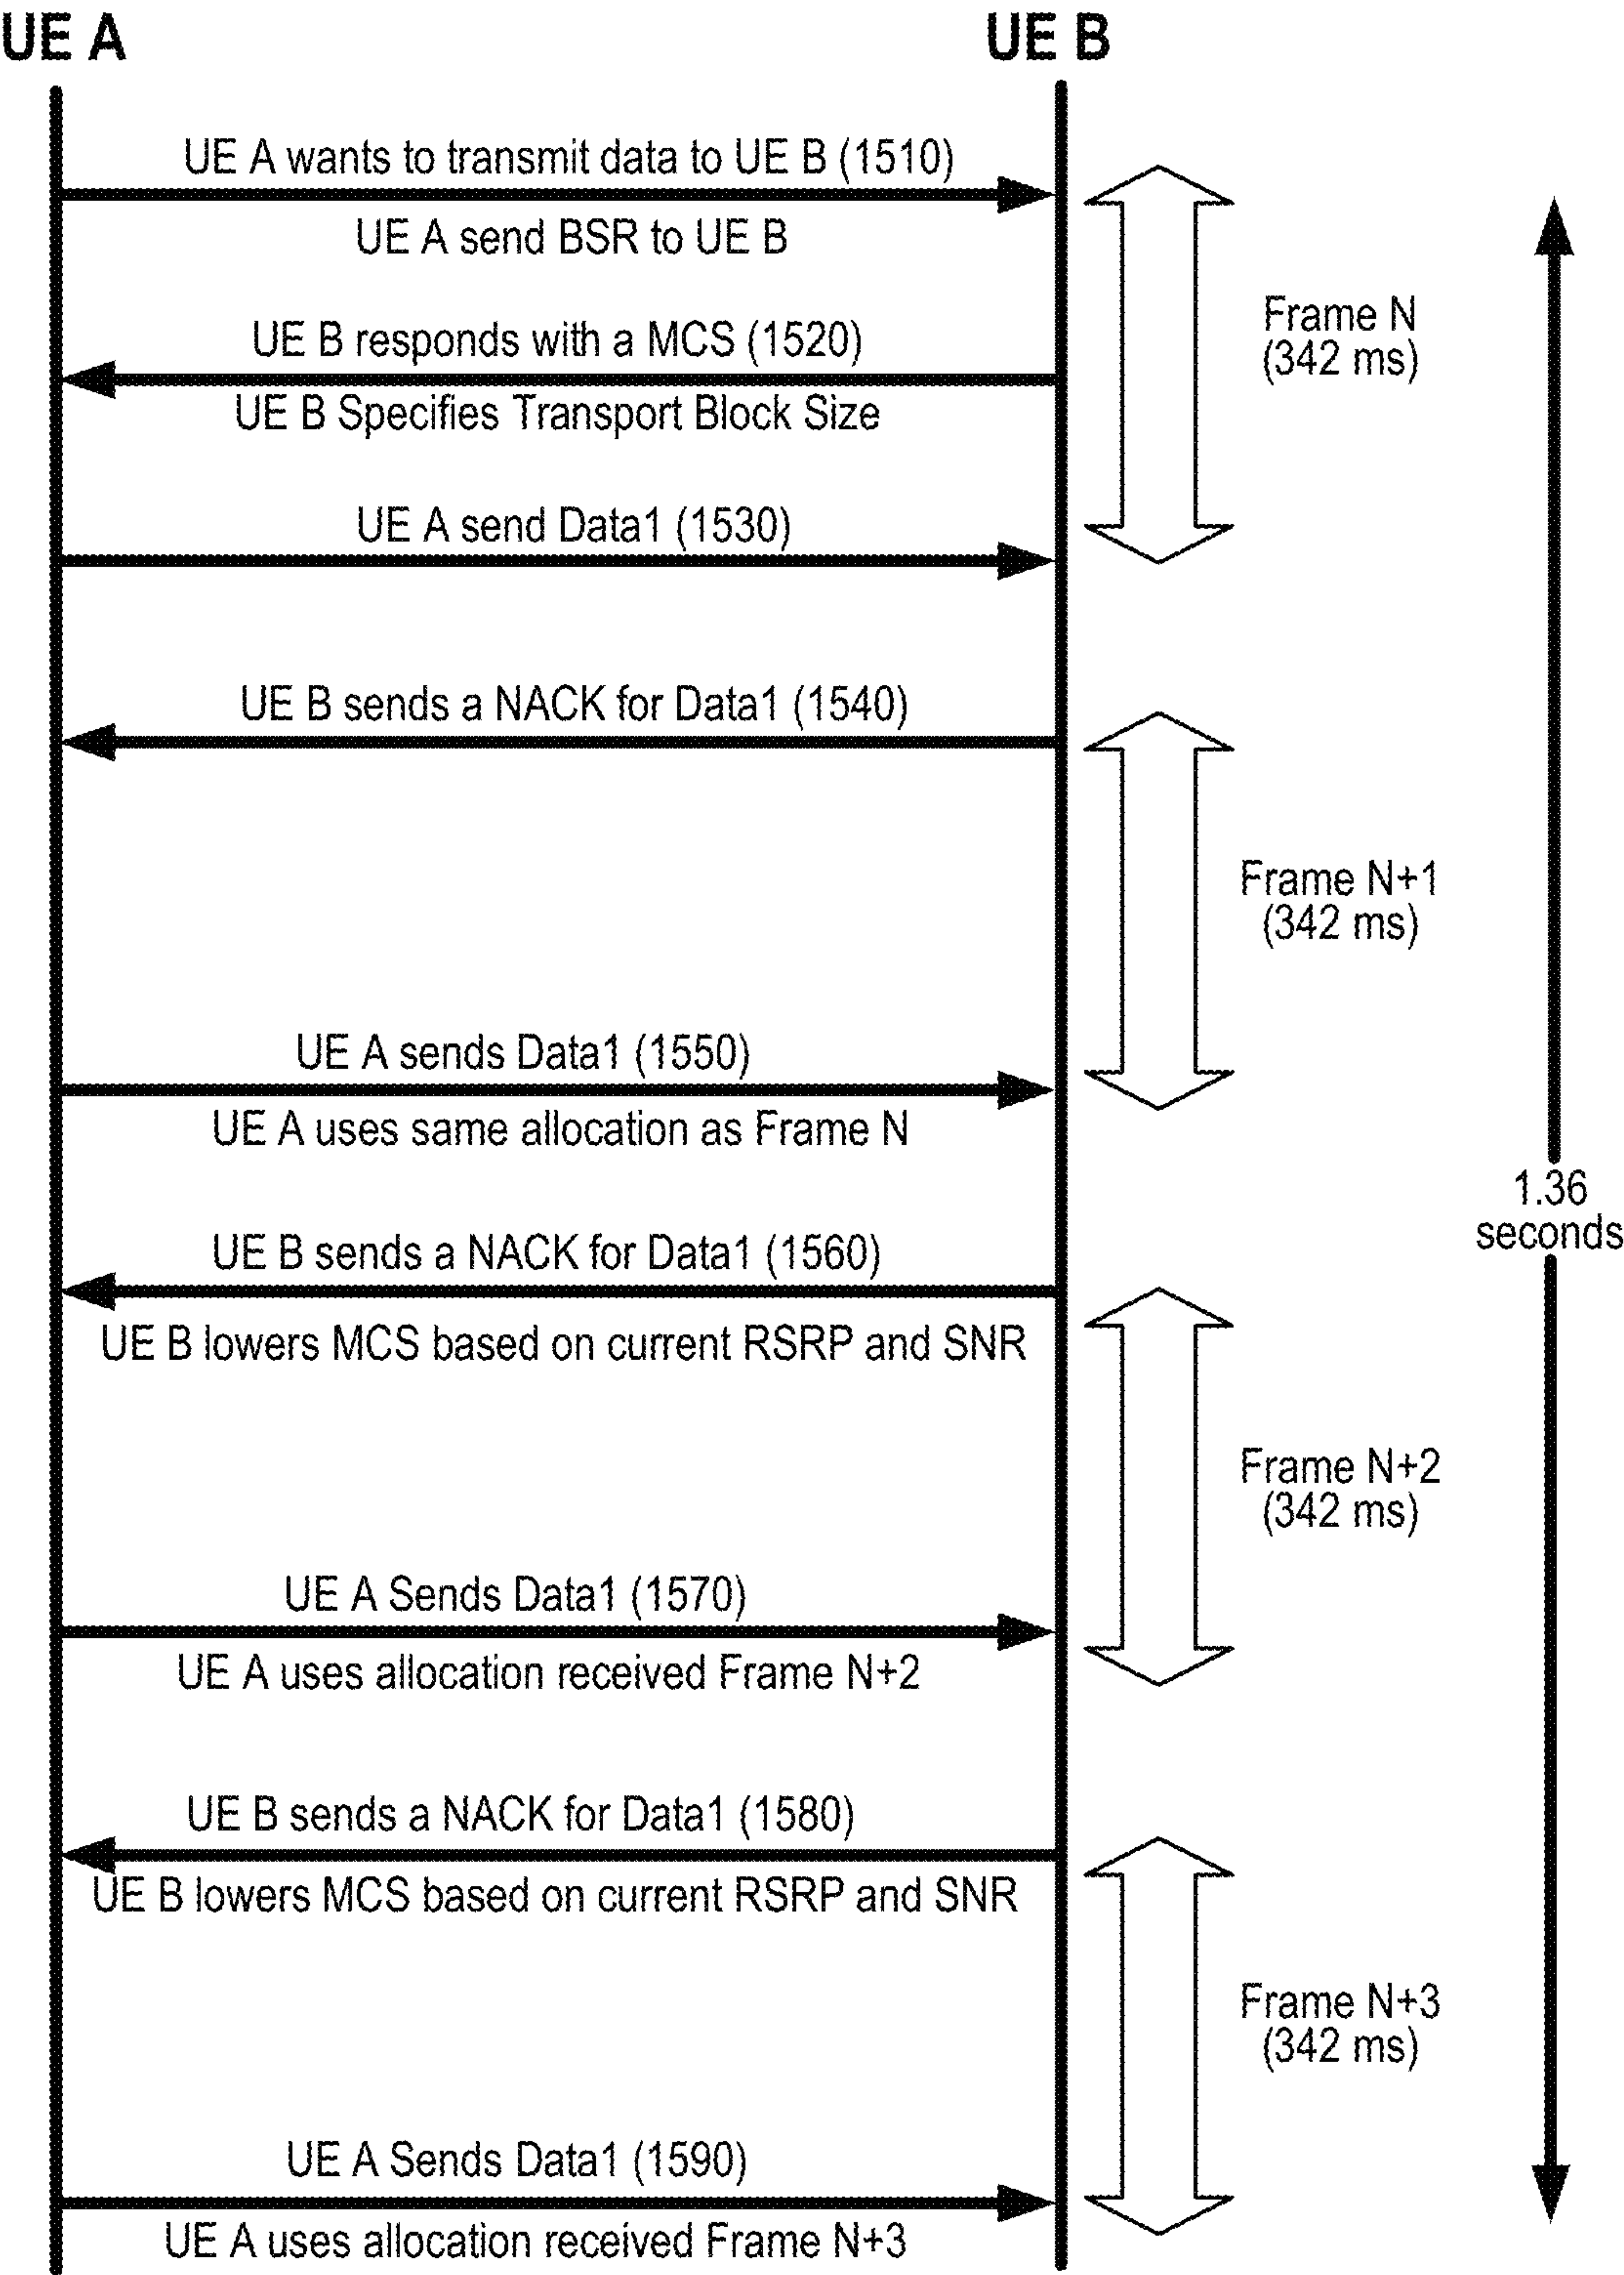 UE A
UE B
UE A wants to transmit data to UE B (1510)
UE A send BSR to UE B
Frame N
(342 ms)
UE B responds with a MCS (1520)
UE B Specifies Transport Block Size
UE A send Data1 (1530)
UE B sends a NACK for Data1 (1540)
Frame N+1
(342 ms)
UE A sends Data1 (1550)
UE A uses same allocation as Frame N
1.36
seconds
UE B sends a NACK for Data1 (1560)
UE B lowers MCS based on current RSRP and SNR
Frame N+2
(342 ms)
UE A Sends Data1 (1570)
UE A uses allocation received Frame N+2
UE B sends a NACK for Data1 (1580)
UE B lowers MCS based on current RSRP and SNR
Frame N+3
(342 ms)
UE A Sends Data1 (1590)
UE A uses allocation received Frame N+3